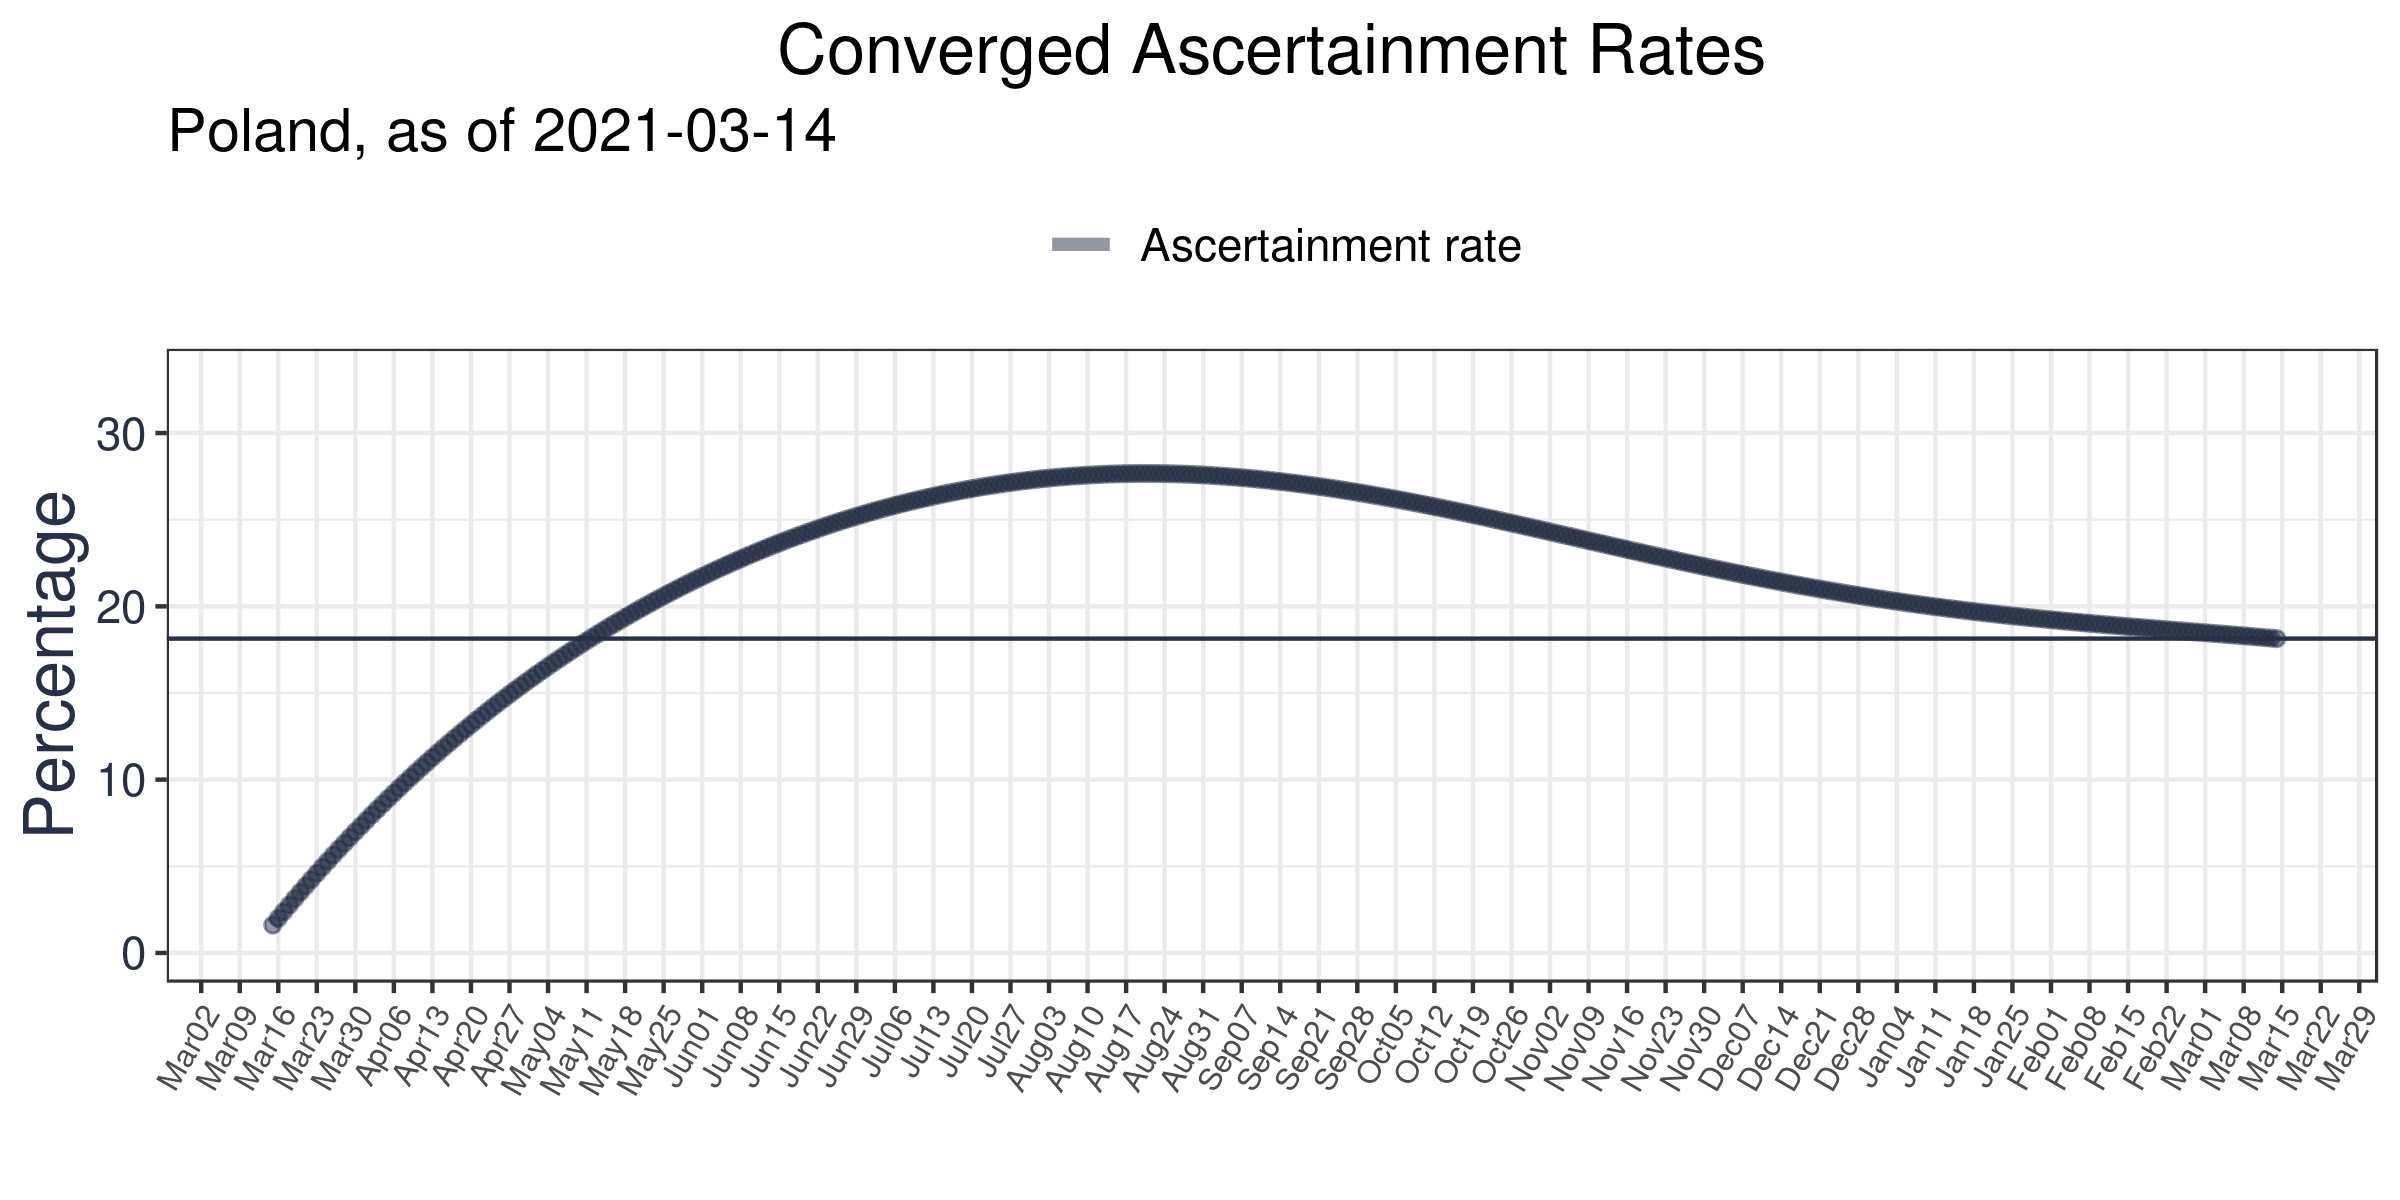 Converged Ascertainment Rates
Poland, as of 2021-03-14
Ascertainment rate
Percentage
30
20
10
0
Mar02 Mar09 Mar16 Mar23 Mar30 Apr06 Apr13 Apr20 Apr27 May04 May11 May18 May25 Jun01 Jun08 Jun15 Jun22 Jun29 Jul06 Jul13 Jul20 Jul27 Aug03 Aug10 Aug17 Aug24 Aug31 Sep07 Sep14 Sep21 Sep28 Oct05 Oct12 Oct19 Oct26 Nov02 Nov09 Nov16 Nov23 Nov30 Dec07 Dec14 Dec21 Dec28 Jan04 Jan11 Jan18 Jan25 Feb01 Feb08 Feb15 Feb22 Mar01 Mar08 Mar15 Mar22 Mar29